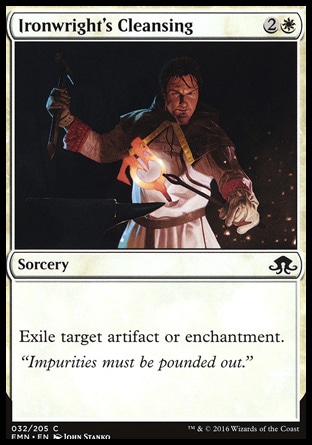 Ironwright's Cleansing 2
Sorcery
Exile target artifact or enchantment.
“Impurities must be pounded out.”
032/205 C
EMN • EN John Stanko ™ & © 2016 Wizards of the Coast